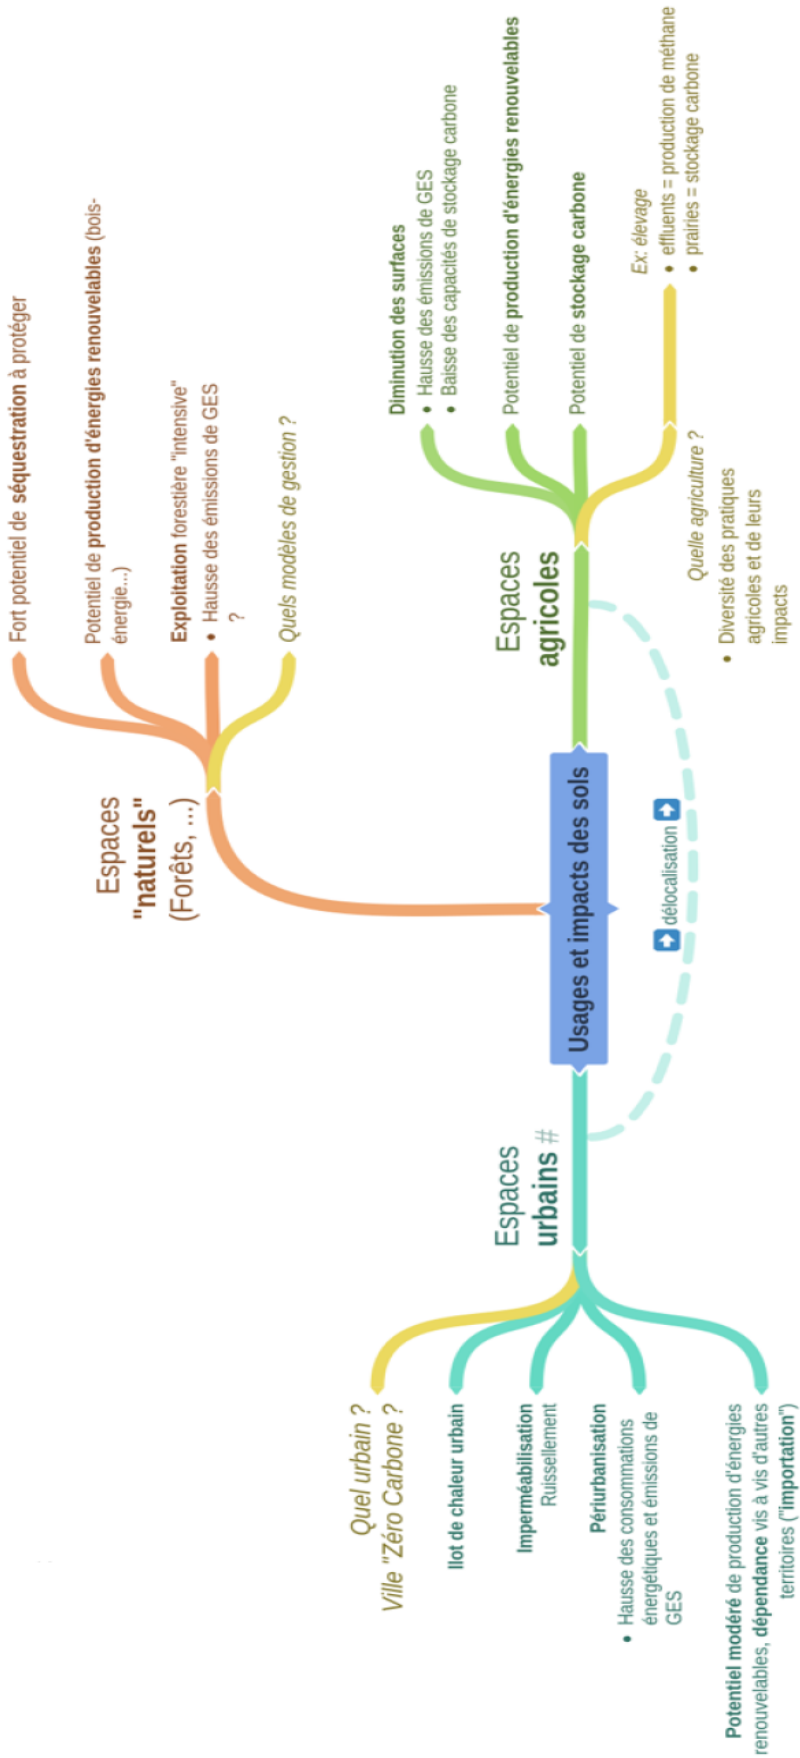 Usages et impacts des sols
Espaces
"naturels"
(Forêts, ...)
Fort potentiel de séquestration à protéger
Potentiel de production d'énergies renouvelables (bois-
énergie...)
Exploitation forestière "intensive"
• Hausse des émissions de GES
?
Quels modèles de gestion ?
Espaces
agricoles
Diminution des surfaces
• Hausse des émissions de GES
• Baisse des capacités de stockage carbone
Potentiel de production d'énergies renouvelables
Potentiel de stockage carbone
Quelle agriculture ?
• Diversité des pratiques
agricoles et de leurs
impacts
Ex: élevage
• effluents = production de méthane
• prairies = stockage carbone
Espaces
urbains #
Quel urbain ?
Ville "Zéro Carbone ?
Ilot de chaleur urbain
Imperméabilisation
Ruissellement
Périurbanisation
• Hausse des consommations
énergétiques et émissions de
GES
Potentiel modéré de production d'énergies
renouvelables, dépendance vis à vis d'autres
territoires ("importation")
➡ délocalisation ➡